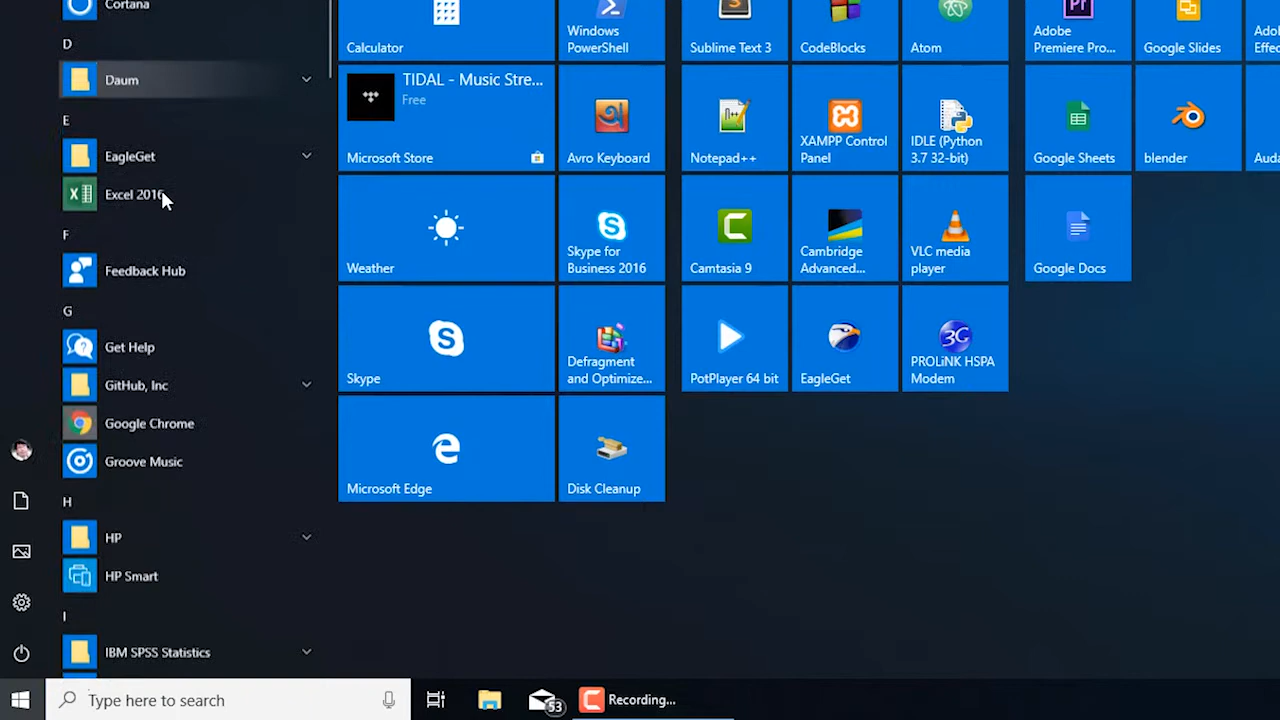 Cortana
D
Daum
E
EagleGet
Excel 2016
F
Feedback Hub
G
Get Help
GitHub, Inc
Google Chrome
Groove Music
H
HP
HP Smart
I
IBM SPSS Statistics
Calculator
Windows
PowerShell
Sublime Text 3
CodeBlocks
Atom
Adobe
Premiere Pro...
Google Slides
Adol
Effec
TIDAL - Music Stre...
Free
Microsoft Store
Avro Keyboard
Notepad++
XAMPP Control
Panel
IDLE (Python
3.7 32-bit)
Google Sheets
blender
Auda
Weather
Skype for
Business 2016
Camtasia 9
Cambridge
Advanced...
VLC media
player
Google Docs
Skype
Defragment
and Optimize...
PotPlayer 64 bit
EagleGet
3G
PROLiNK HSPA
Modem
Microsoft Edge
Disk Cleanup
Type here to search
53
Recording...